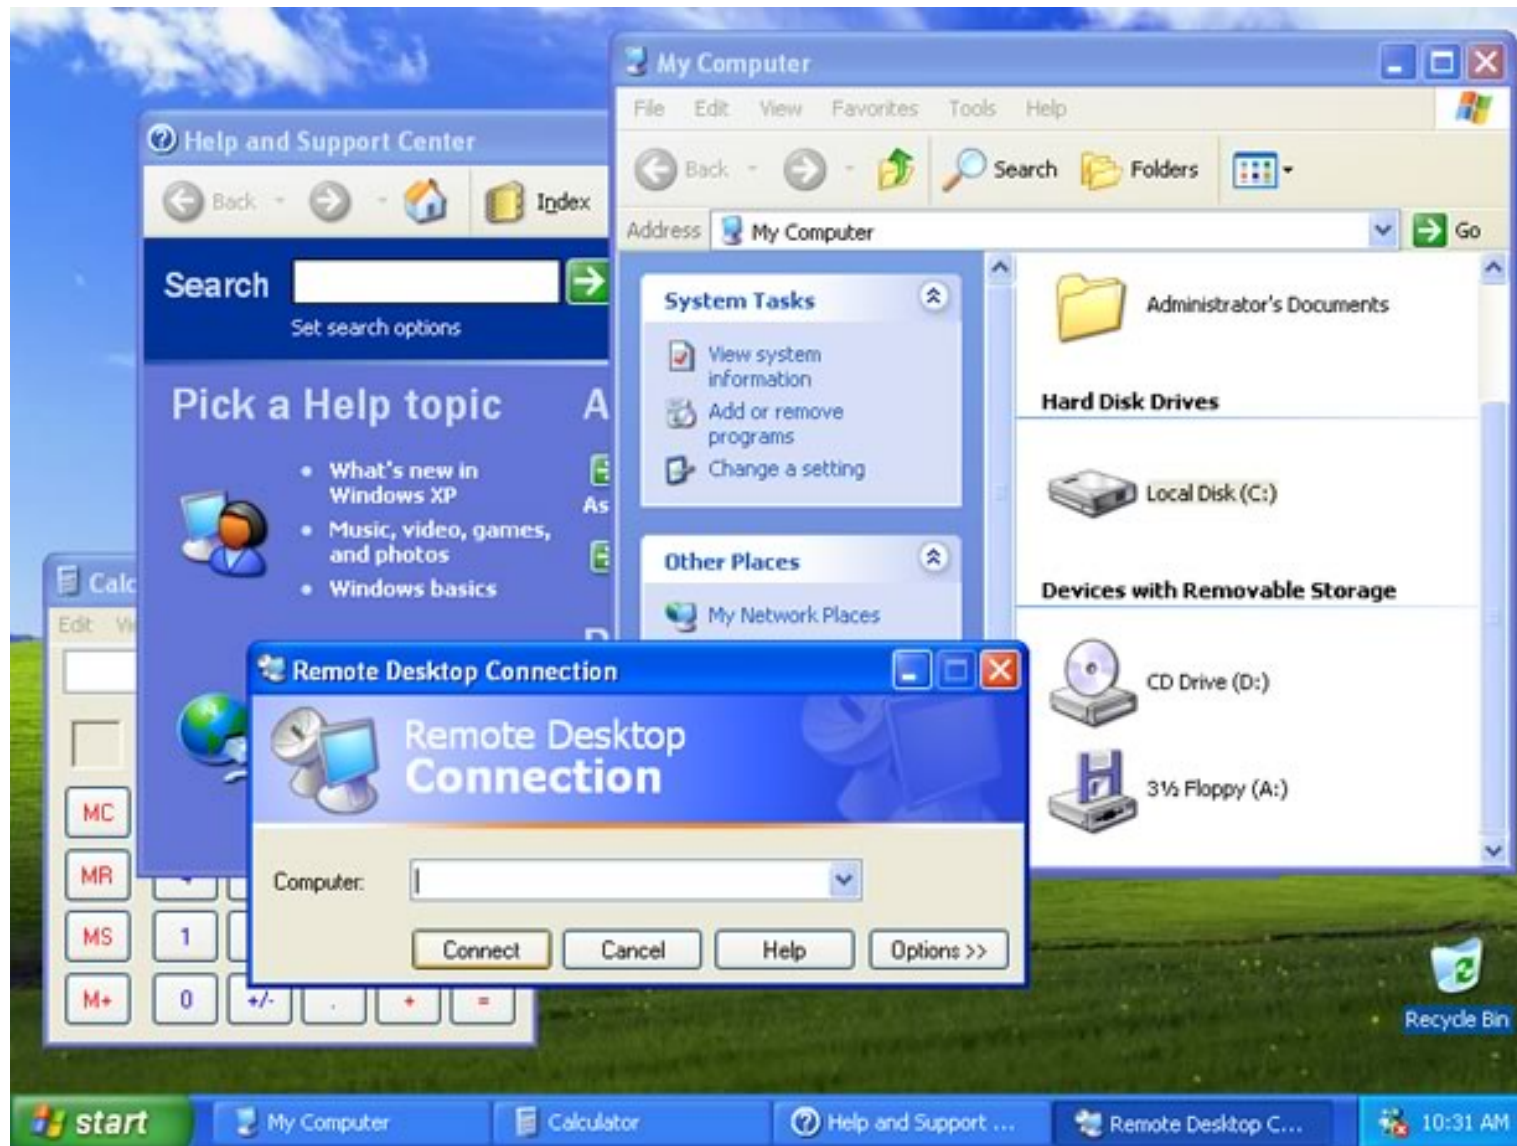 My Computer
File Edit View Favorites Tools Help
Back
Search
Folders
Address
My Computer
Go
System Tasks
View system
information
Add or remove
programs
Change a setting
Other Places
My Network Places
Administrator's Documents
Hard Disk Drives
Local Disk (C:)
Devices with Removable Storage
CD Drive (D:)
3½ Floppy (A:)
Help and Support Center
Back
Index
Search
Set search options
Pick a Help topic
A
What's new in
Windows XP
As
Music, video, games,
and photos
Windows basics
Calc
Edit
MC
MR
MS
1
M+
0
+/-
.
+
=
Remote Desktop Connection
Remote Desktop
Connection
Computer:
Connect
Cancel
Help
Options >>
Recycle Bin
start
My Computer
Calculator
Help and Support ...
Remote Desktop C...
10:31 AM